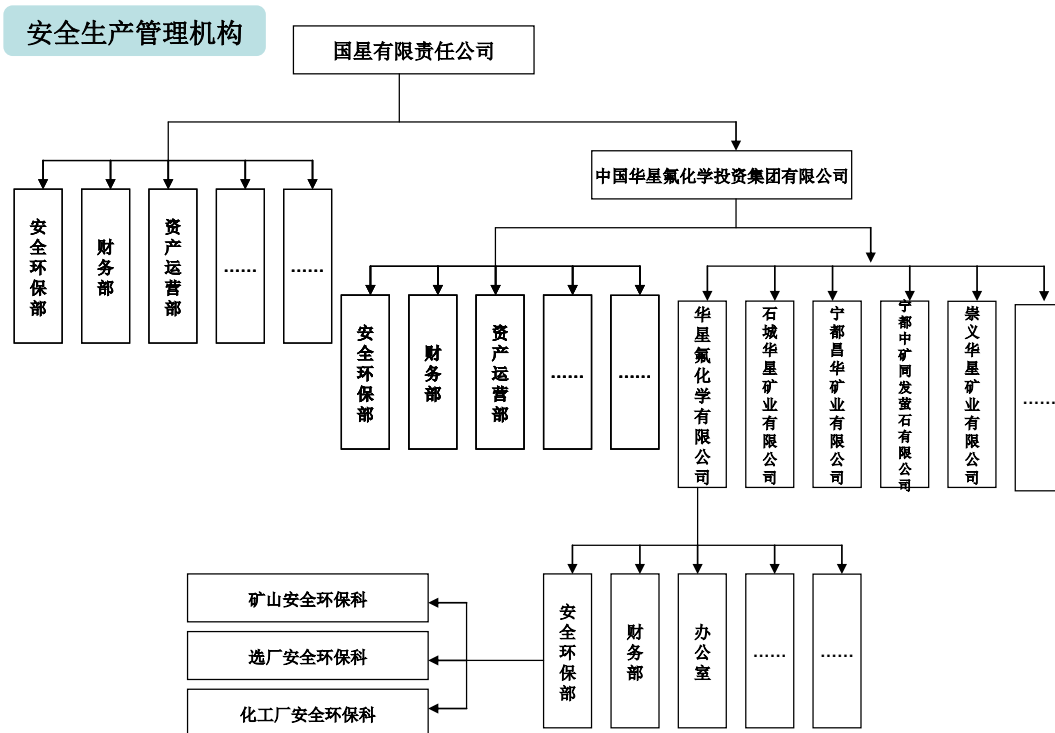 安全生产管理机构
国星有限责任公司
中国华星氟化学投资集团有限公司
安全环保部
财务部
资产运营部
......
......
安全环保部
财务部
资产运营部
......
......
华星氟化学有限公司
石城华星矿业有限公司
宁都昌华矿业有限公司
宁都中矿同发萤石有限公司
崇义华星矿业有限公司
......
安全环保部
财务部
办公室
......
......
矿山安全环保科
选厂安全环保科
化工厂安全环保科